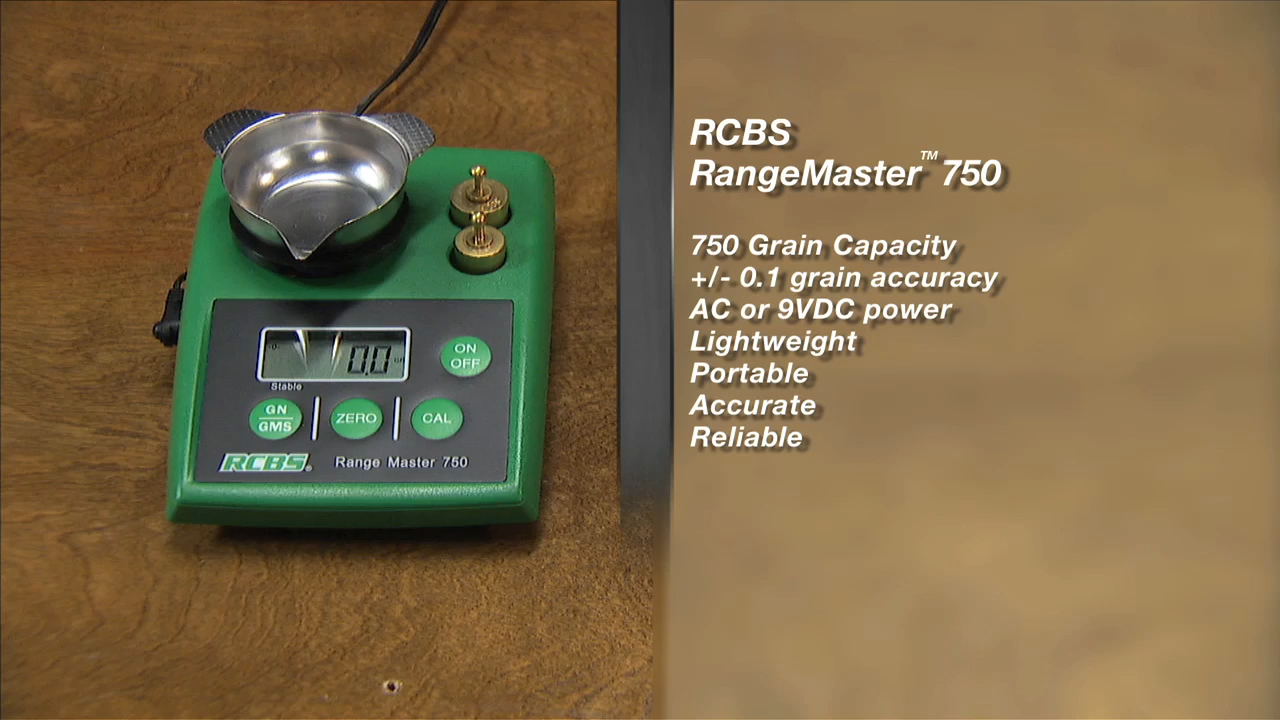 RCBS
RangeMaster™ 750
750 Grain Capacity
+/- 0.1 grain accuracy
AC or 9VDC power
Lightweight
Portable
Accurate
Reliable
0.0
Stable
ON
OFF
GN
GMS
ZERO
CAL
RCBS®
Range Master 750